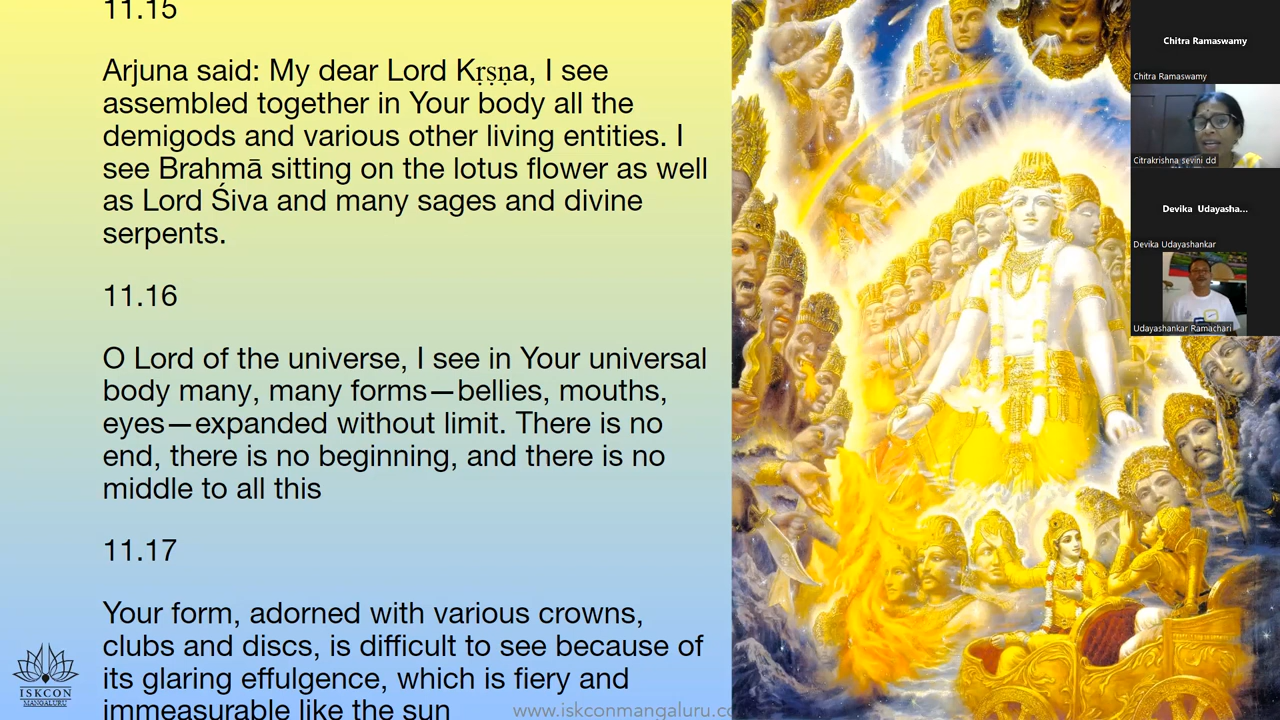 11.15
Arjuna said: My dear Lord Kṛṣṇa, I see
assembled together in Your body all the
demigods and various other living entities. I
see Brahmā sitting on the lotus flower as well
as Lord Śiva and many sages and divine
serpents.
11.16
O Lord of the universe, I see in Your universal
body many, many forms—bellies, mouths,
eyes—expanded without limit. There is no
end, there is no beginning, and there is no
middle to all this
11.17
Your form, adorned with various crowns,
clubs and discs, is difficult to see because of
its glaring effulgence, which is fiery and
immeasurable like the sun
ISKCON
MANGALURU
www.iskconmangaluru.co
Chitra Ramaswamy
Chitra Ramaswamy
Citrakrishna sevini dd
Devika Udayasha...
Devika Udayashankar
Udayashankar Ramachari